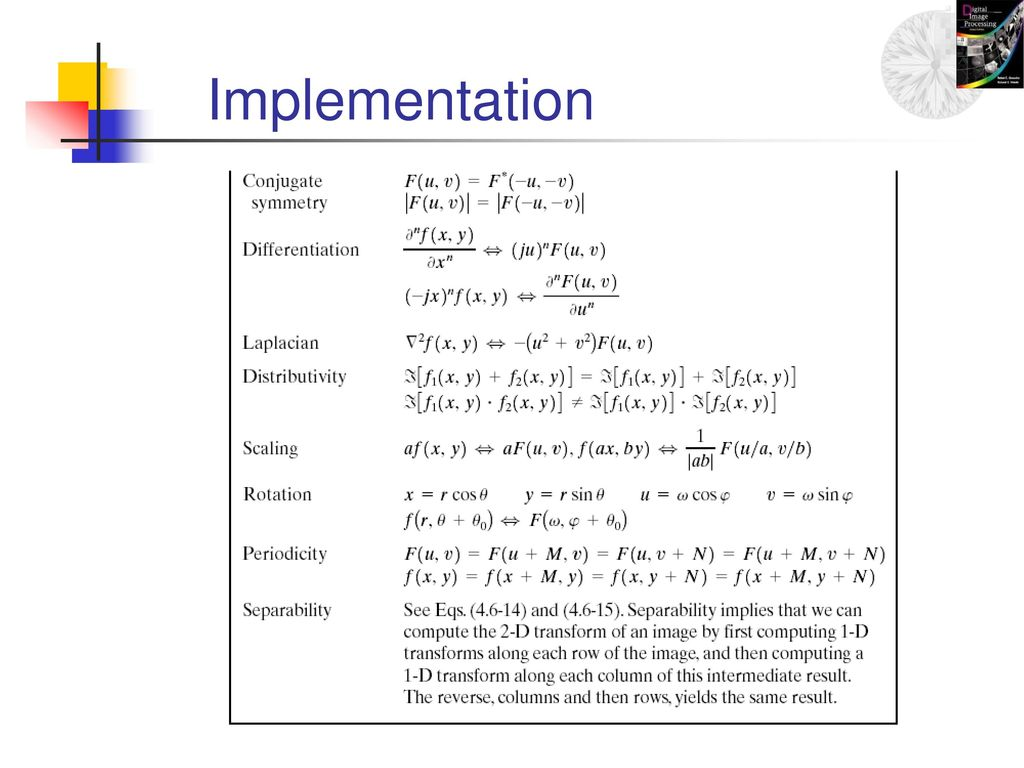 Digital
Image
Processing
Implementation
Conjugate symmetry F(u, v) = F*(−u, −v)
|F(u, v)| = |F(−u, −v)|
Differentiation ∂ⁿf(x, y)/∂xⁿ ⇔ (ju)ⁿF(u, v)
(−jx)ⁿf(x, y) ⇔ ∂ⁿF(u, v)/∂uⁿ
Laplacian ∇²f(x, y) ⇔ −(u² + v²)F(u, v)
Distributivity ℑ[f₁(x, y) + f₂(x, y)] = ℑ[f₁(x, y)] + ℑ[f₂(x, y)]
ℑ[f₁(x, y) · f₂(x, y)] ≠ ℑ[f₁(x, y)] · ℑ[f₂(x, y)]
Scaling af(x, y) ⇔ aF(u, v), f(ax, by) ⇔ 1/|ab| F(u/a, v/b)
Rotation x = r cos θ y = r sin θ u = ω cos φ v = ω sin φ
f(r, θ + θ₀) ⇔ F(ω, φ + θ₀)
Periodicity F(u, v) = F(u + M, v) = F(u, v + N) = F(u + M, v + N)
f(x, y) = f(x + M, y) = f(x, y + N) = f(x + M, y + N)
Separability See Eqs. (4.6-14) and (4.6-15). Separability implies that we can
compute the 2-D transform of an image by first computing 1-D
transforms along each row of the image, and then computing a
1-D transform along each column of this intermediate result.
The reverse, columns and then rows, yields the same result.